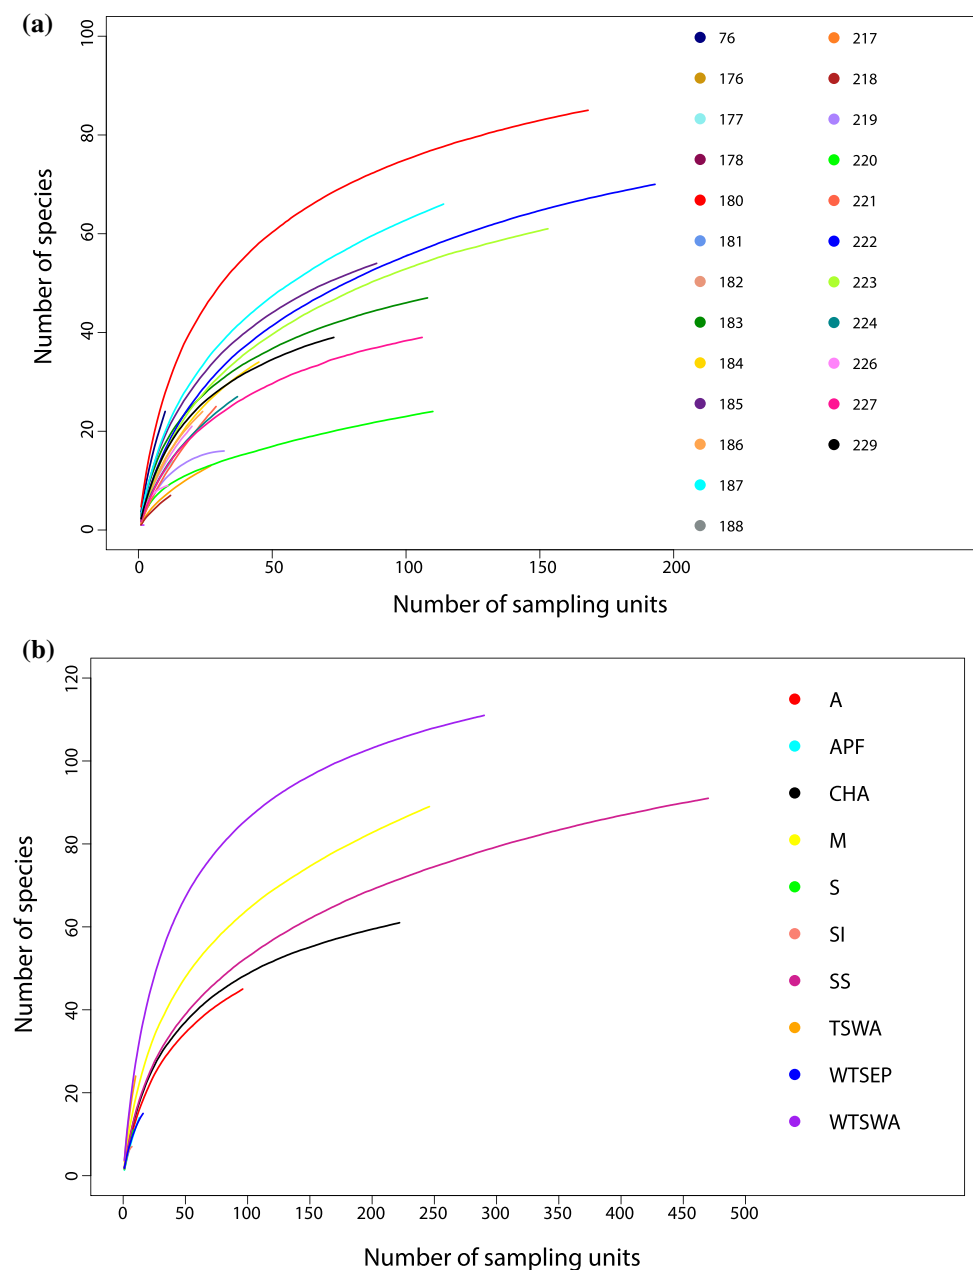 (a)
100
80
60
40
20
0
Number of species
0 50 100 150 200
Number of sampling units
76 217
176 218
177 219
178 220
180 221
181 222
182 223
183 224
184 226
185 227
186 229
187
188
(b)
120
100
80
60
40
20
0
Number of species
0 50 100 150 200 250 300 350 400 450 500
Number of sampling units
A
APF
CHA
M
S
SI
SS
TSWA
WTSEP
WTSWA